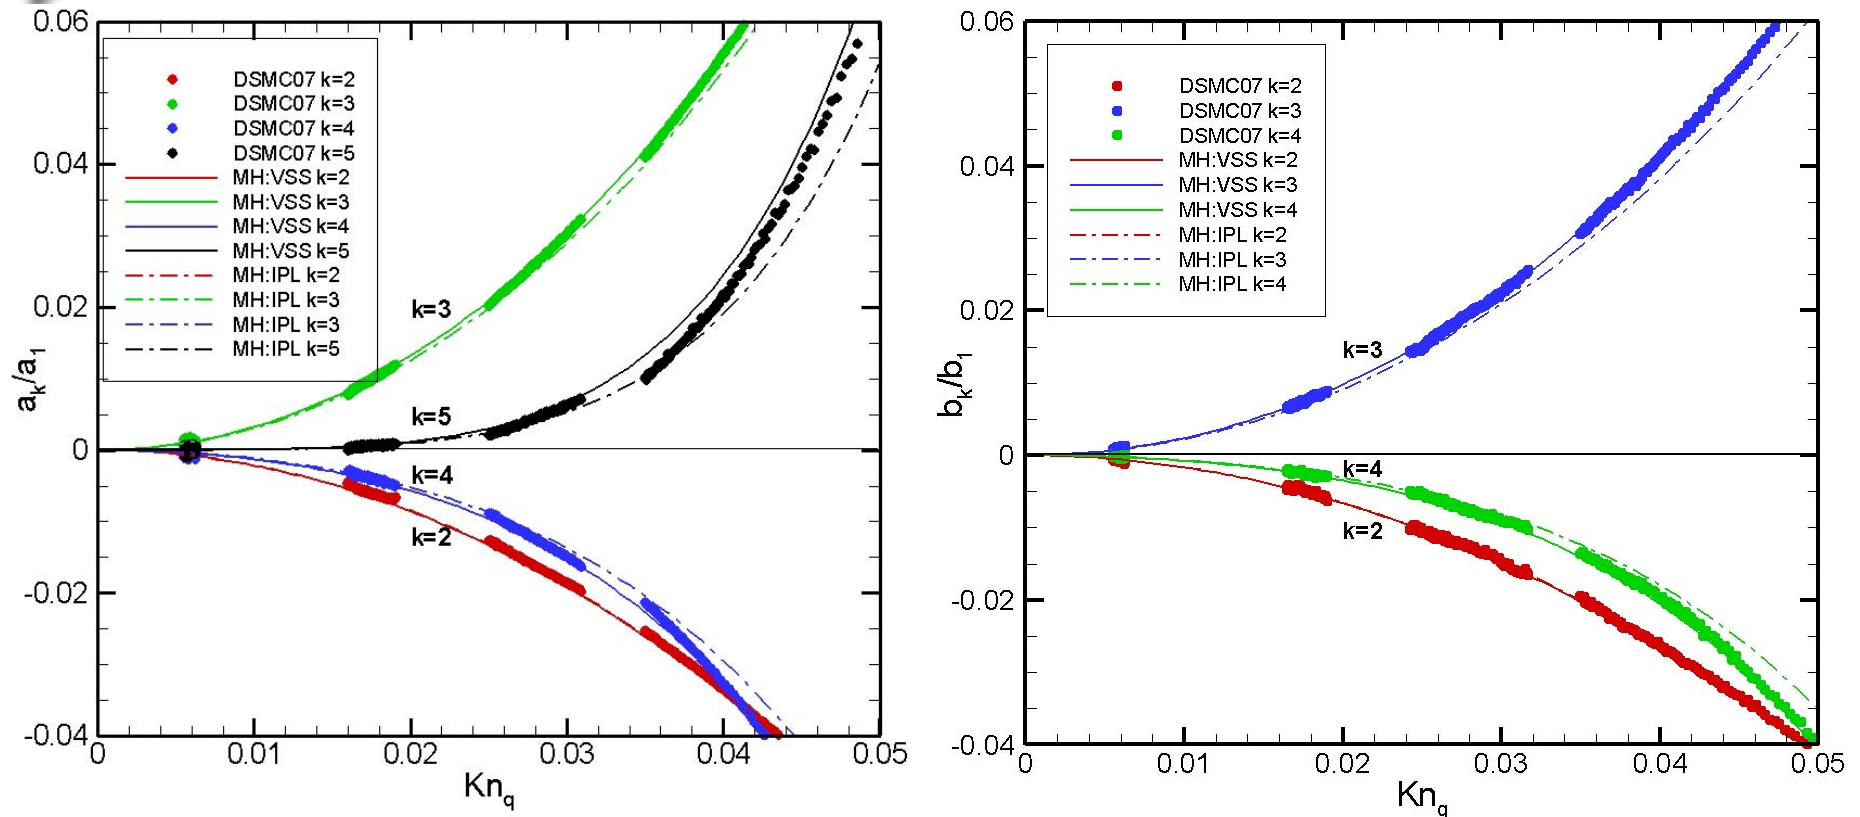 0.06
0.04
0.02
0
-0.02
-0.04
a_k/a_1
DSMC07 k=2
DSMC07 k=3
DSMC07 k=4
DSMC07 k=5
MH:VSS k=2
MH:VSS k=3
MH:VSS k=4
MH:VSS k=5
MH:IPL k=2
MH:IPL k=3
MH:IPL k=3
MH:IPL k=5
k=3
k=5
k=4
k=2
0 0.01 0.02 0.03 0.04 0.05
Kn_q
0.06
0.04
0.02
0
-0.02
-0.04
b_k/b_1
DSMC07 k=2
DSMC07 k=3
DSMC07 k=4
MH:VSS k=2
MH:VSS k=3
MH:VSS k=4
MH:IPL k=2
MH:IPL k=3
MH:IPL k=4
k=3
k=4
k=2
0 0.01 0.02 0.03 0.04 0.05
Kn_q